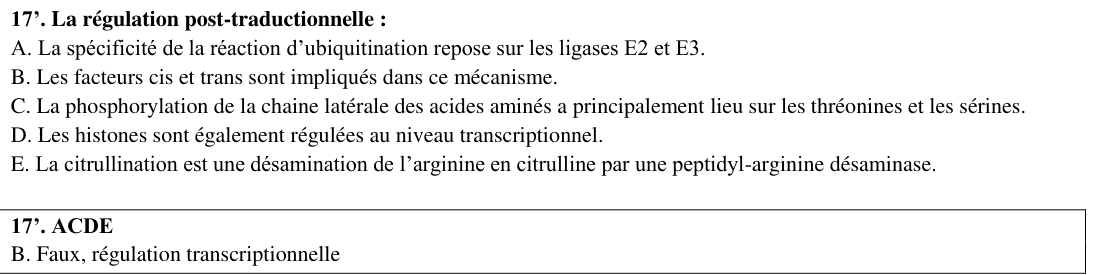 17’. La régulation post-traductionnelle :
A. La spécificité de la réaction d’ubiquitination repose sur les ligases E2 et E3.
B. Les facteurs cis et trans sont impliqués dans ce mécanisme.
C. La phosphorylation de la chaine latérale des acides aminés a principalement lieu sur les thréonines et les sérines.
D. Les histones sont également régulées au niveau transcriptionnel.
E. La citrullination est une désamination de l’arginine en citrulline par une peptidyl-arginine désaminase.
17’. ACDE
B. Faux, régulation transcriptionnelle